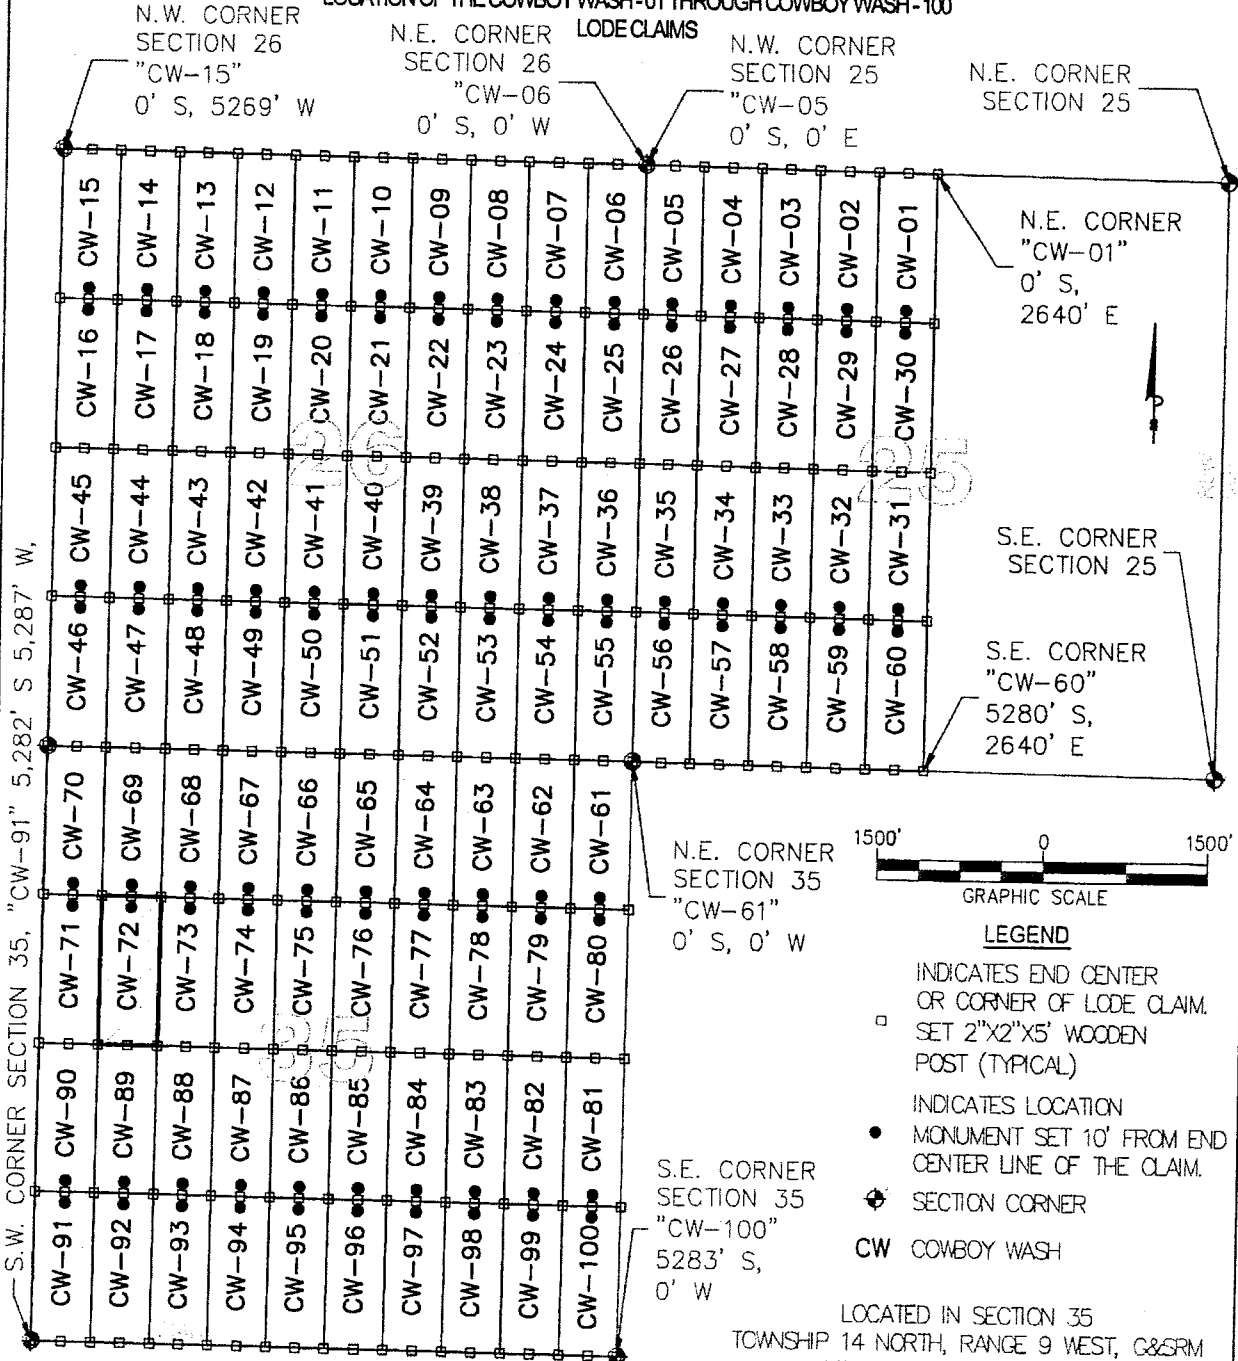 LOCATION OF THE COWBOY WASH-01 THROUGH COWBOY WASH-100
LODE CLAIMS
N.W. CORNER
SECTION 26
"CW-15"
0' S, 5269' W
N.E. CORNER
SECTION 26
"CW-06
0' S, 0' W
N.W. CORNER
SECTION 25
"CW-05
0' S, 0' E
N.E. CORNER
SECTION 25
CW-15 CW-14 CW-13 CW-12 CW-11 CW-10 CW-09 CW-08 CW-07 CW-06 CW-05 CW-04 CW-03 CW-02 CW-01
N.E. CORNER
"CW-01"
0' S,
2640' E
CW-16 CW-17 CW-18 CW-19 CW-20 CW-21 CW-22 CW-23 CW-24 CW-25 CW-26 CW-27 CW-28 CW-29 CW-30
26
25
CW-45 CW-44 CW-43 CW-42 CW-41 CW-40 CW-39 CW-38 CW-37 CW-36 CW-35 CW-34 CW-33 CW-32 CW-31
S.E. CORNER
SECTION 25
CW-46 CW-47 CW-48 CW-49 CW-50 CW-51 CW-52 CW-53 CW-54 CW-55 CW-56 CW-57 CW-58 CW-59 CW-60
S.E. CORNER
"CW-60"
5280' S,
2640' E
CW-70 CW-69 CW-68 CW-67 CW-66 CW-65 CW-64 CW-63 CW-62 CW-61
N.E. CORNER
SECTION 35
"CW-61"
0' S, 0' W
CW-71 CW-72 CW-73 CW-74 CW-75 CW-76 CW-77 CW-78 CW-79 CW-80
35
CW-90 CW-89 CW-88 CW-87 CW-86 CW-85 CW-84 CW-83 CW-82 CW-81
CW-91 CW-92 CW-93 CW-94 CW-95 CW-96 CW-97 CW-98 CW-99 CW-100
S.W. CORNER SECTION 35, "CW-91" 5,282' S 5,287' W,
S.E. CORNER
SECTION 35
"CW-100"
5283' S,
0' W
1500' 0 1500'
GRAPHIC SCALE
LEGEND
INDICATES END CENTER
OR CORNER OF LODE CLAIM.
SET 2"X2"X5' WOODEN
POST (TYPICAL)
INDICATES LOCATION
MONUMENT SET 10' FROM END
CENTER LINE OF THE CLAIM.
SECTION CORNER
CW COWBOY WASH
LOCATED IN SECTION 35
TOWNSHIP 14 NORTH, RANGE 9 WEST, G&SRM